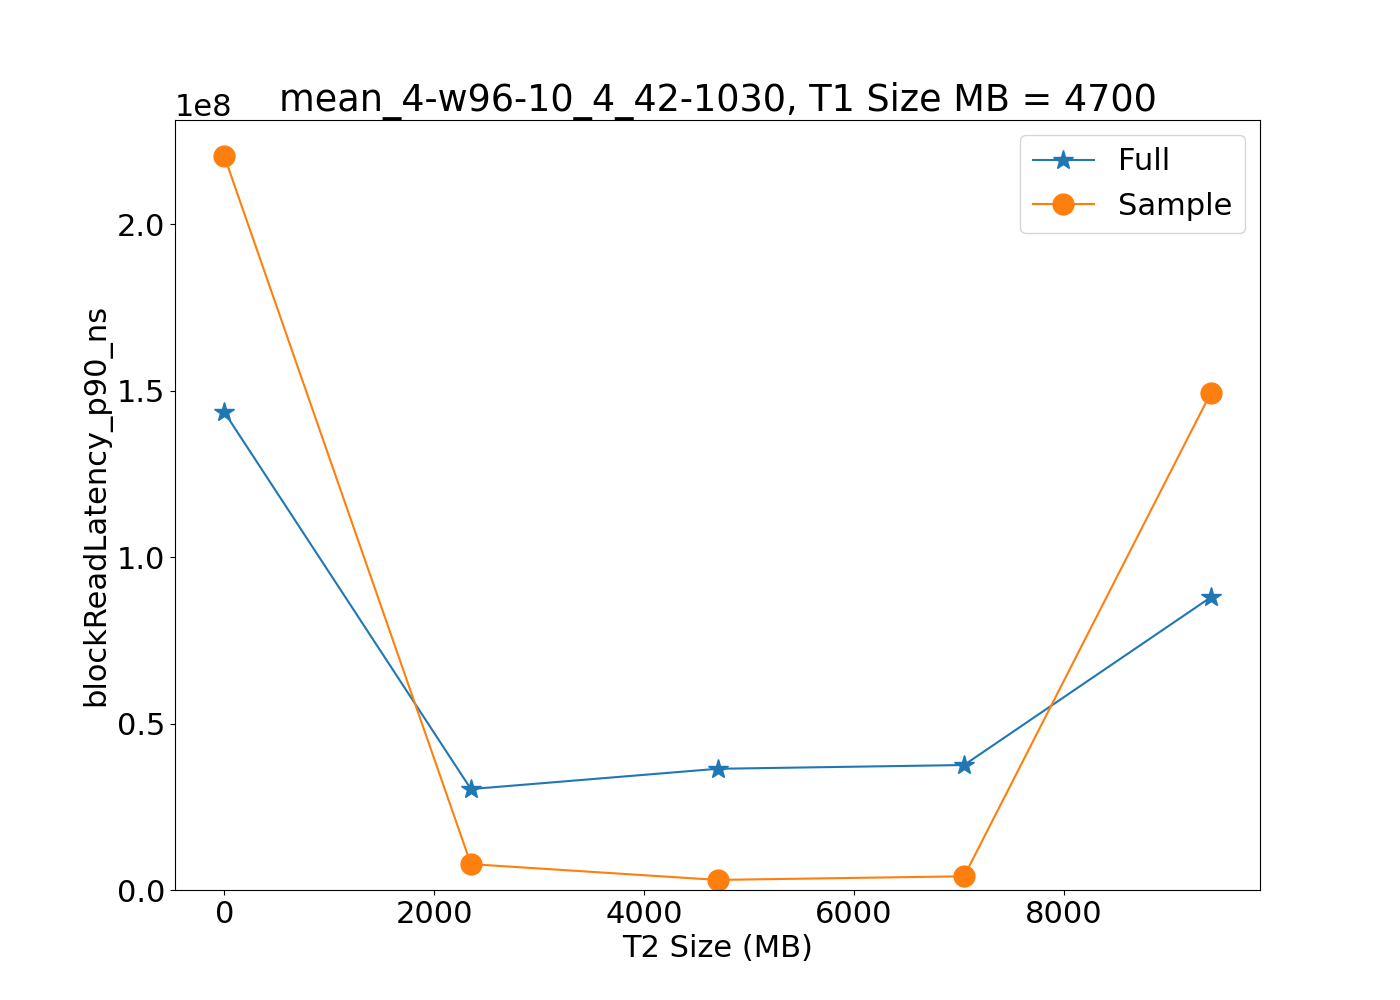 mean_4-w96-10_4_42-1030, T1 Size MB = 4700
1e8
Full
Sample
2.0
1.5
1.0
0.5
0.0
blockReadLatency_p90_ns
0 2000 4000 6000 8000
T2 Size (MB)